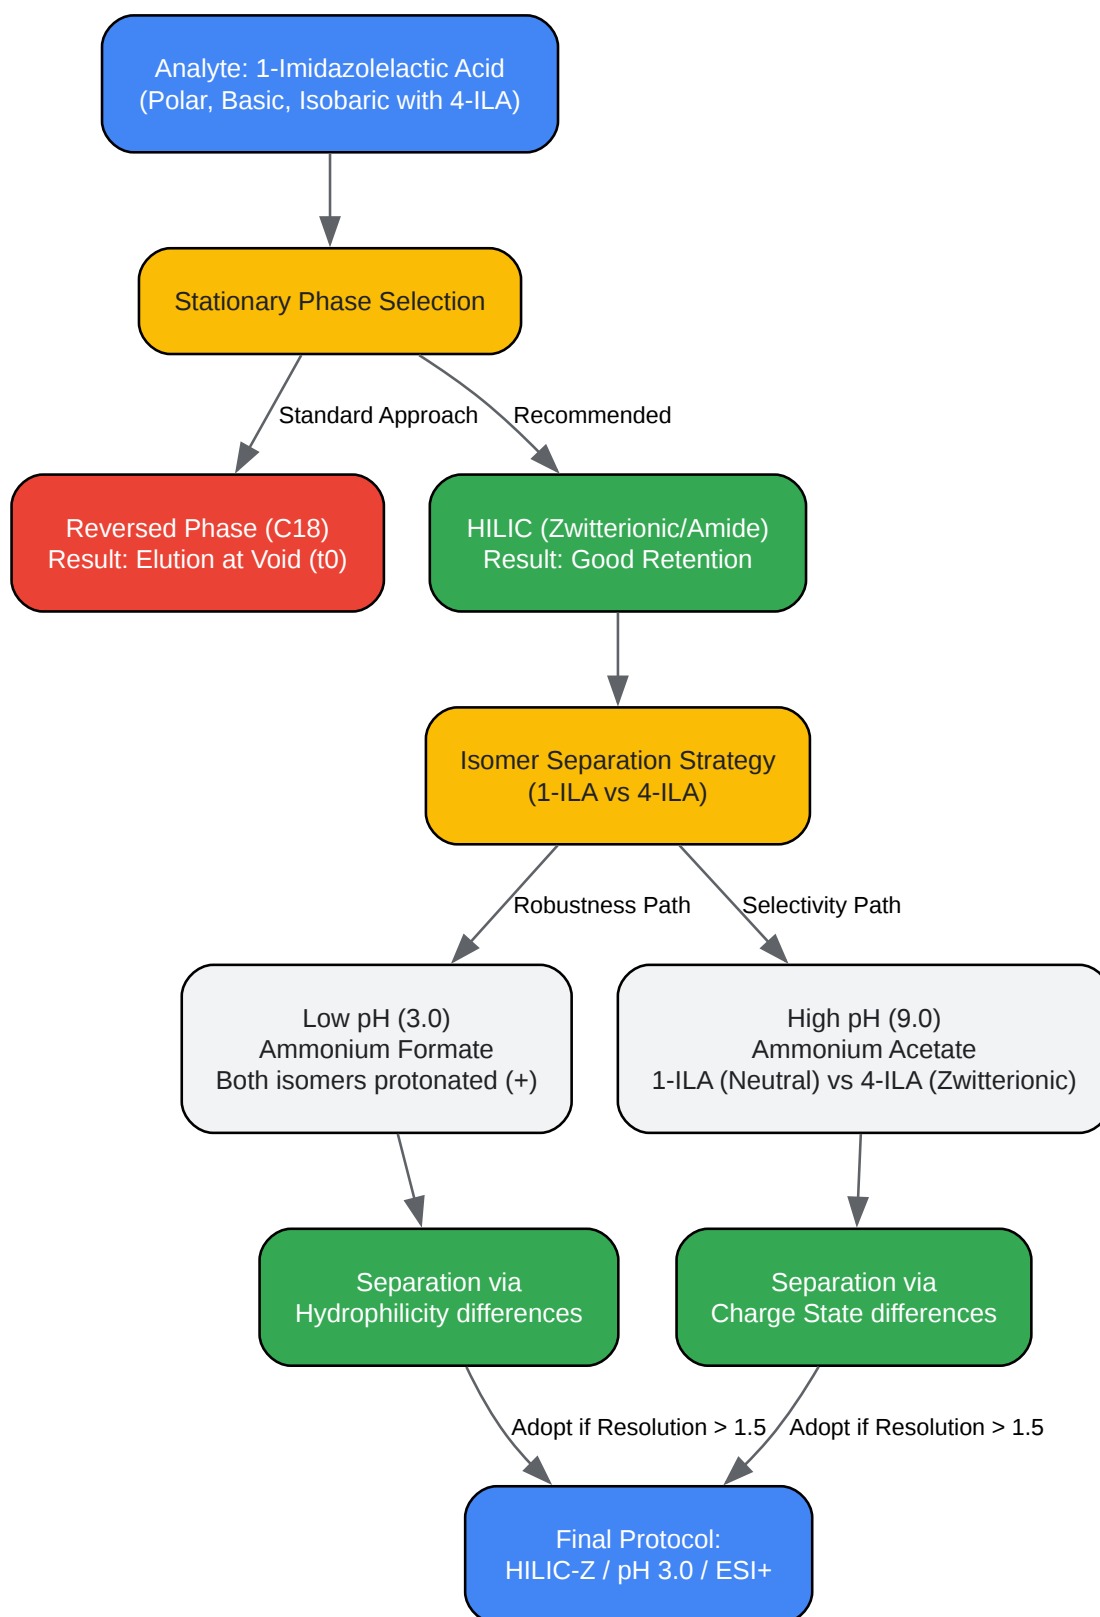 Analyte: 1-Imidazolelactic Acid
(Polar, Basic, Isobaric with 4-ILA)
Stationary Phase Selection
Standard Approach
Recommended
Reversed Phase (C18)
Result: Elution at Void (t0)
HILIC (Zwitterionic/Amide)
Result: Good Retention
Isomer Separation Strategy
(1-ILA vs 4-ILA)
Robustness Path
Selectivity Path
Low pH (3.0)
Ammonium Formate
Both isomers protonated (+)
High pH (9.0)
Ammonium Acetate
1-ILA (Neutral) vs 4-ILA (Zwitterionic)
Separation via
Hydrophilicity differences
Separation via
Charge State differences
Adopt if Resolution > 1.5
Adopt if Resolution > 1.5
Final Protocol:
HILIC-Z / pH 3.0 / ESI+